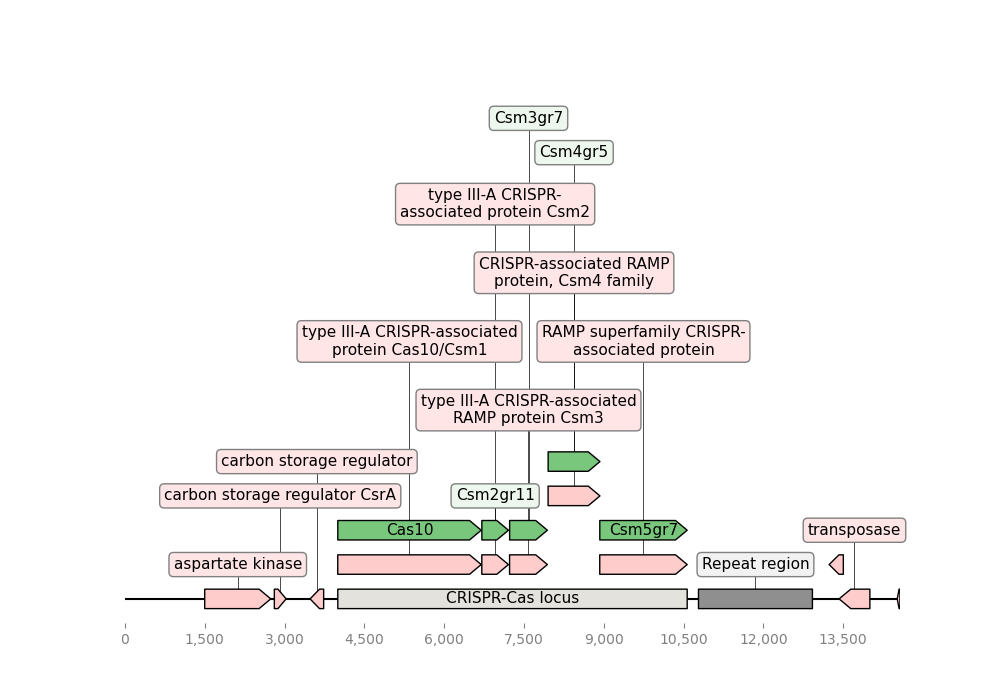 Csm3gr7
Csm4gr5
type III-A CRISPR-
associated protein Csm2
CRISPR-associated RAMP
protein, Csm4 family
type III-A CRISPR-associated
protein Cas10/Csm1
RAMP superfamily CRISPR-
associated protein
type III-A CRISPR-associated
RAMP protein Csm3
carbon storage regulator
carbon storage regulator CsrA
Csm2gr11
Cas10
Csm5gr7
transposase
aspartate kinase
Repeat region
CRISPR-Cas locus
0 1,500 3,000 4,500 6,000 7,500 9,000 10,500 12,000 13,500